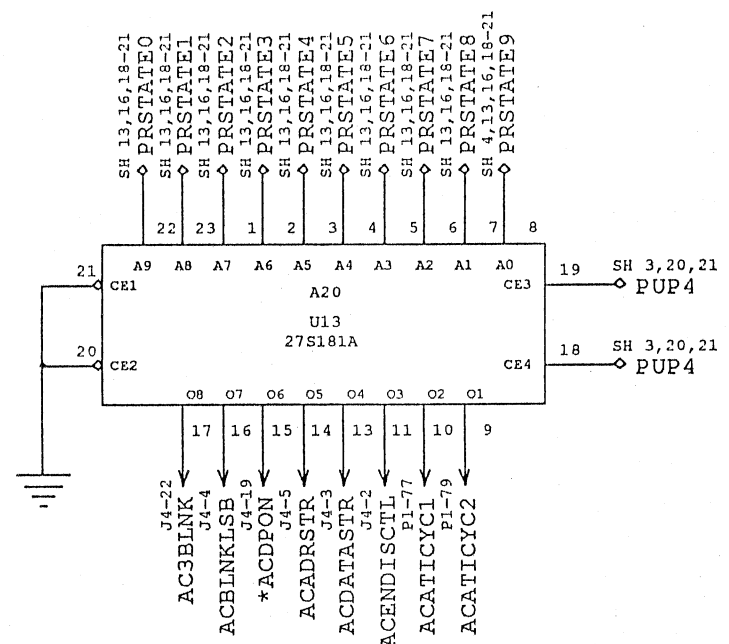 SH 13,16,18-21
PRSTATE0
SH 13,16,18-21
PRSTATE1
SH 13,16,18-21
PRSTATE2
SH 13,16,18-21
PRSTATE3
SH 13,16,18-21
PRSTATE4
SH 13,16,18-21
PRSTATE5
SH 13,16,18-21
PRSTATE6
SH 13,16,18-21
PRSTATE7
SH 13,16,18-21
PRSTATE8
SH 4,13,16,18-21
PRSTATE9
22 23 1 2 3 4 5 6 7 8
A9 A8 A7 A6 A5 A4 A3 A2 A1 A0
21
CE1
20
CE2
A20
U13
27S181A
CE3
19
SH 3,20,21
PUP4
CE4
18
SH 3,20,21
PUP4
O8 O7 O6 O5 O4 O3 O2 O1
17 16 15 14 13 11 10 9
J4-22
AC3BLNK
J4-4
ACBLNKLSB
J4-19
*ACDPON
J4-5
ACADRSTR
J4-3
ACDATASTR
J4-2
ACENDISCTL
P1-77
ACATICYC1
P1-79
ACATICYC2